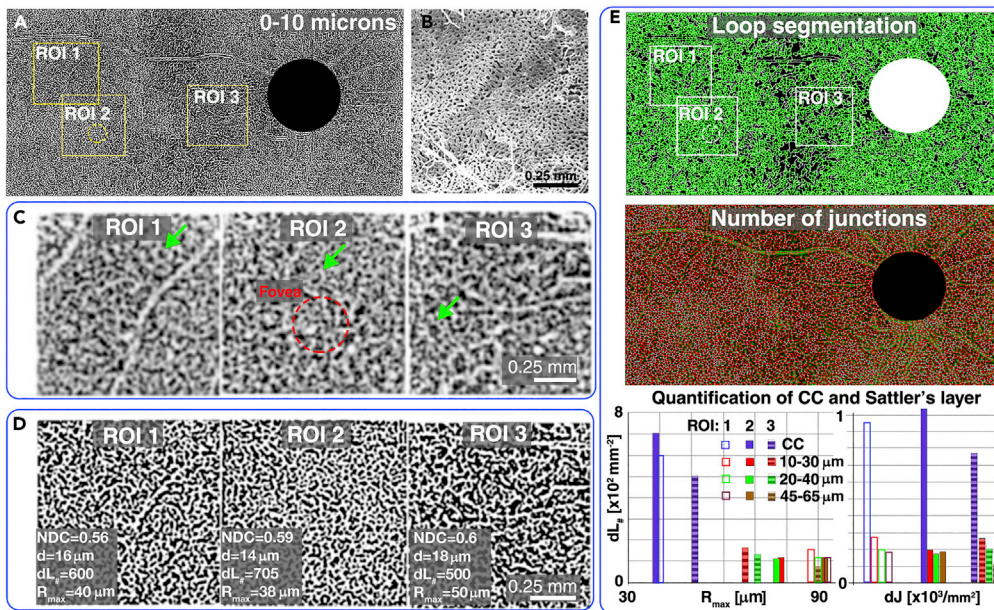 A
0-10 microns
ROI 1
ROI 2
ROI 3
B
0.25 mm
C
ROI 1
ROI 2
ROI 3
Fovea
0.25 mm
D
ROI 1
ROI 2
ROI 3
NDC=0.56
d=16 μm
dL#=600
Rmax=40 μm
NDC=0.59
d=14 μm
dL#=705
Rmax=38 μm
NDC=0.6
d=18 μm
dL#=500
Rmax=50 μm
0.25 mm
E
Loop segmentation
ROI 1
ROI 2
ROI 3
Number of junctions
Quantification of CC and Sattler's layer
8
dL# [x10² mm-²]
0
30
Rmax [μm]
90
ROI: 1 2 3
CC
10-30 μm
20-40 μm
45-65 μm
1
0
dJ [x10³/mm²]